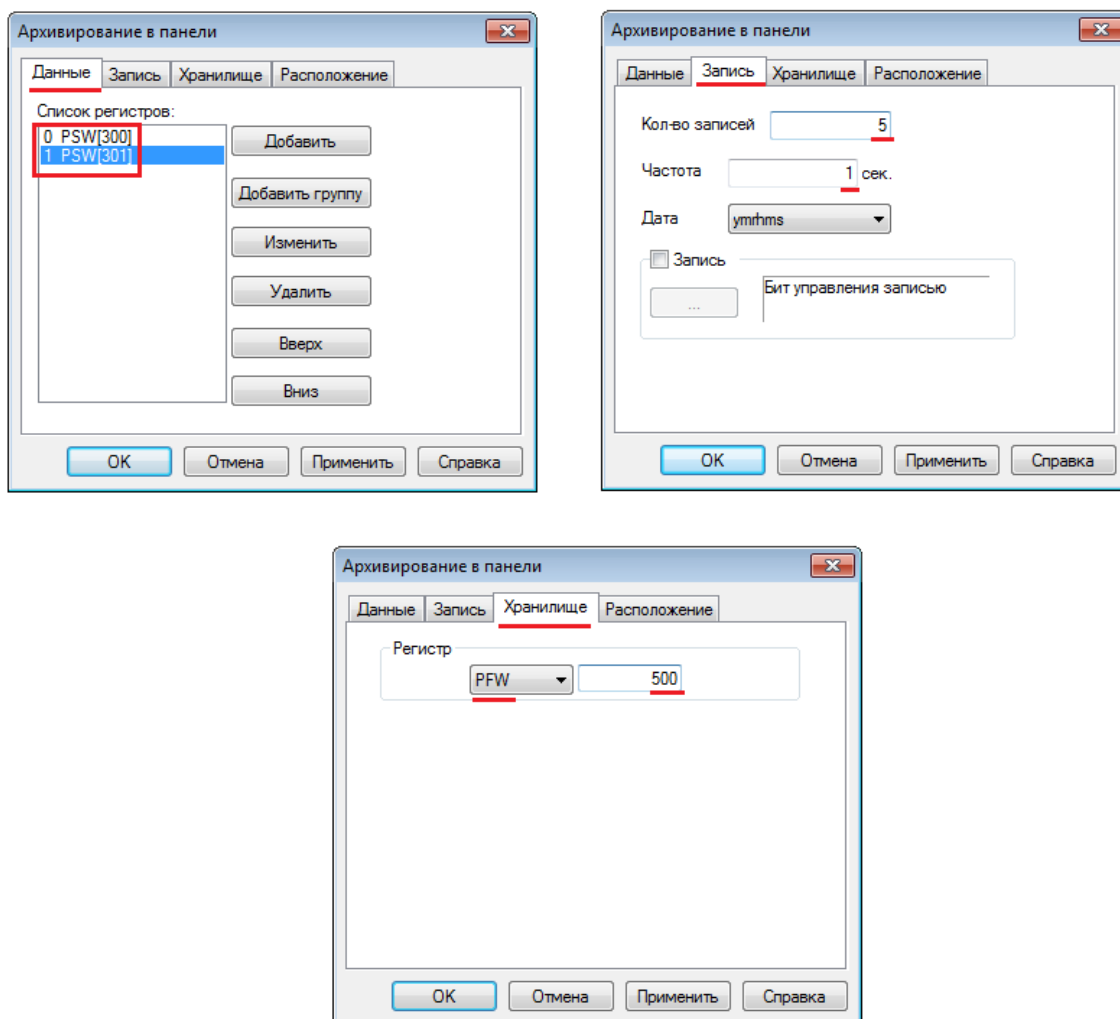 Архивирование в панели
Данные Запись Хранилище Расположение
Список регистров:
0 PSW[300]
1 PSW[301]
Добавить
Добавить группу
Изменить
Удалить
Вверх
Вниз
OK Отмена Применить Справка
Архивирование в панели
Данные Запись Хранилище Расположение
Кол-во записей 5
Частота 1 сек.
Дата ymrhms
Запись
... Бит управления записью
OK Отмена Применить Справка
Архивирование в панели
Данные Запись Хранилище Расположение
Регистр
PFW 500
OK Отмена Применить Справка